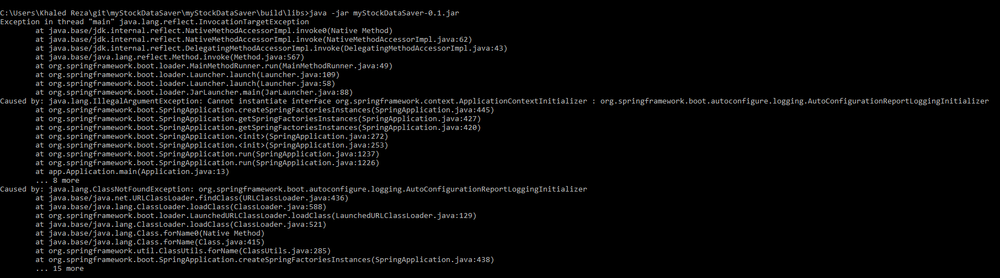 C:\Users\Khaled Reza\git\myStockDataSaver\myStockDataSaver\build\libs>java -jar myStockDataSaver-0.1.jar
Exception in thread "main" java.lang.reflect.InvocationTargetException
        at java.base/jdk.internal.reflect.NativeMethodAccessorImpl.invoke0(Native Method)
        at java.base/jdk.internal.reflect.NativeMethodAccessorImpl.invoke(NativeMethodAccessorImpl.java:62)
        at java.base/jdk.internal.reflect.DelegatingMethodAccessorImpl.invoke(DelegatingMethodAccessorImpl.java:43)
        at java.base/java.lang.reflect.Method.invoke(Method.java:567)
        at org.springframework.boot.loader.MainMethodRunner.run(MainMethodRunner.java:49)
        at org.springframework.boot.loader.Launcher.launch(Launcher.java:109)
        at org.springframework.boot.loader.Launcher.launch(Launcher.java:58)
        at org.springframework.boot.loader.JarLauncher.main(JarLauncher.java:88)
Caused by: java.lang.IllegalArgumentException: Cannot instantiate interface org.springframework.context.ApplicationContextInitializer : org.springframework.boot.autoconfigure.logging.AutoConfigurationReportLoggingInitializer
        at org.springframework.boot.SpringApplication.createSpringFactoriesInstances(SpringApplication.java:445)
        at org.springframework.boot.SpringApplication.getSpringFactoriesInstances(SpringApplication.java:427)
        at org.springframework.boot.SpringApplication.getSpringFactoriesInstances(SpringApplication.java:420)
        at org.springframework.boot.SpringApplication.<init>(SpringApplication.java:272)
        at org.springframework.boot.SpringApplication.<init>(SpringApplication.java:253)
        at org.springframework.boot.SpringApplication.run(SpringApplication.java:1237)
        at org.springframework.boot.SpringApplication.run(SpringApplication.java:1226)
        at app.Application.main(Application.java:13)
        ... 8 more
Caused by: java.lang.ClassNotFoundException: org.springframework.boot.autoconfigure.logging.AutoConfigurationReportLoggingInitializer
        at java.base/java.net.URLClassLoader.findClass(URLClassLoader.java:436)
        at java.base/java.lang.ClassLoader.loadClass(ClassLoader.java:588)
        at org.springframework.boot.loader.LaunchedURLClassLoader.loadClass(LaunchedURLClassLoader.java:129)
        at java.base/java.lang.ClassLoader.loadClass(ClassLoader.java:521)
        at java.base/java.lang.Class.forName0(Native Method)
        at java.base/java.lang.Class.forName(Class.java:415)
        at org.springframework.util.ClassUtils.forName(ClassUtils.java:285)
        at org.springframework.boot.SpringApplication.createSpringFactoriesInstances(SpringApplication.java:438)
        ... 15 more